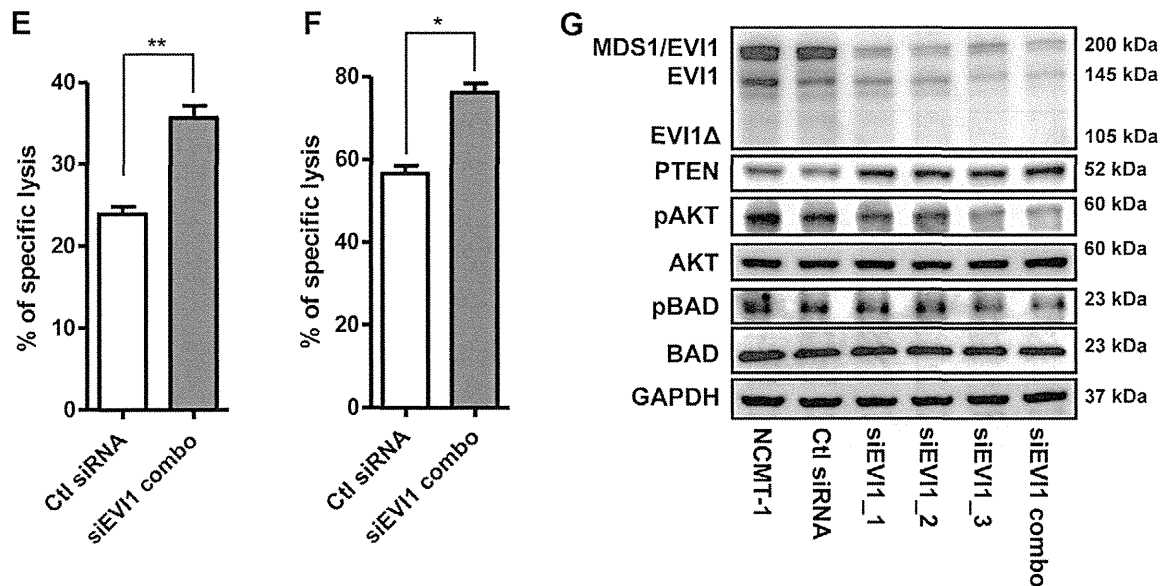 E
**
% of specific lysis
40
30
20
10
0
Ctl siRNA
siEVI1 combo
F
*
% of specific lysis
80
60
40
20
0
Ctl siRNA
siEVI1 combo
G
MDS1/EVI1 200 kDa
EVI1 145 kDa
EVI1Δ 105 kDa
PTEN 52 kDa
pAKT 60 kDa
AKT 60 kDa
pBAD 23 kDa
BAD 23 kDa
GAPDH 37 kDa
NCMT-1
Ctl siRNA
siEVI1_1
siEVI1_2
siEVI1_3
siEVI1 combo